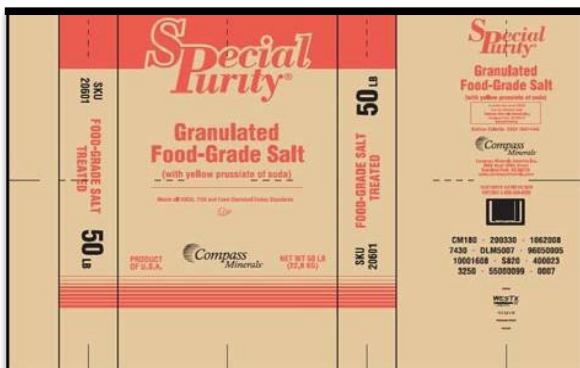 SKU
20601
FOOD-GRADE SALT
TREATED
50 LB
Special
Purity®
Granulated
Food-Grade Salt
(with yellow prussiate of soda)
PRODUCT
OF U.S.A.
Compass
Minerals
NET WT 50 LB
(22,6 KG)
50 LB
FOOD-GRADE SALT
TREATED
SKU
20601
Special
Purity®
Granulated
Food-Grade Salt
(with yellow prussiate of soda)
Compass
Minerals
CM180 · 200330 · 1062008
7430 · DLM5007 · 96050005
10001608 · S820 · 400023
3250 · 55000099 · 0007